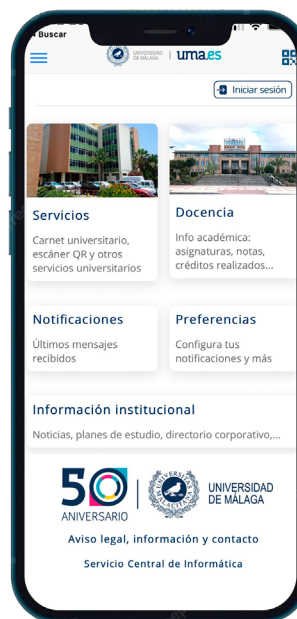 Buscar
UNIVERSIDAD
DE MÁLAGA
uma.es
Iniciar sesión
Servicios
Carnet universitario,
escáner QR y otros
servicios universitarios
Docencia
Info académica:
asignaturas, notas,
créditos realizados...
Notificaciones
Últimos mensajes
recibidos
Preferencias
Configura tus
notificaciones y más
Información institucional
Noticias, planes de estudio, directorio corporativo,...
50
ANIVERSARIO
UNIVERSIDAD
DE MÁLAGA
Aviso legal, información y contacto
Servicio Central de Informática